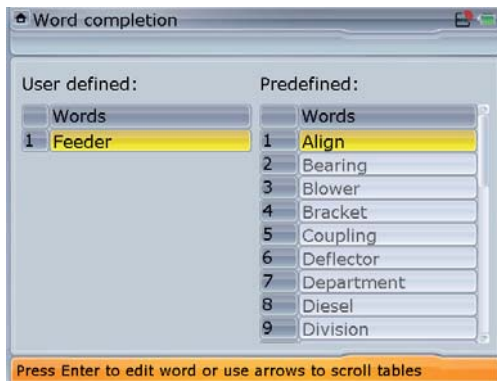 Word completion
User defined:
Words
1 Feeder
Predefined:
Words
1 Align
2 Bearing
3 Blower
4 Bracket
5 Coupling
6 Deflector
7 Department
8 Diesel
9 Division
Press Enter to edit word or use arrows to scroll tables